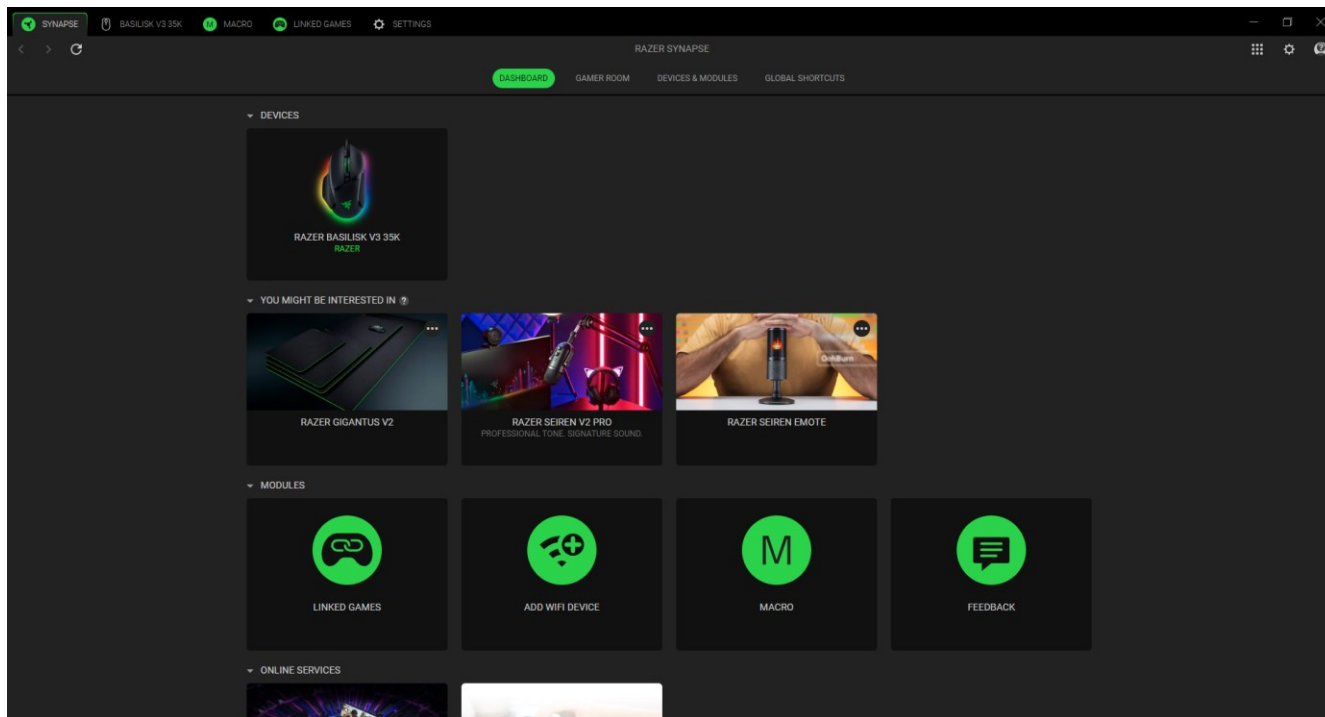 SYNAPSE
BASILISK V3 35K
M
MACRO
LINKED GAMES
SETTINGS
RAZER SYNAPSE
DASHBOARD
GAMER ROOM
DEVICES & MODULES
GLOBAL SHORTCUTS
DEVICES
RAZER BASILISK V3 35K
RAZER
YOU MIGHT BE INTERESTED IN ?
RAZER GIGANTUS V2
RAZER SEIREN V2 PRO
PROFESSIONAL TONE. SIGNATURE SOUND.
OohBurn
RAZER SEIREN EMOTE
MODULES
LINKED GAMES
ADD WIFI DEVICE
M
MACRO
FEEDBACK
ONLINE SERVICES